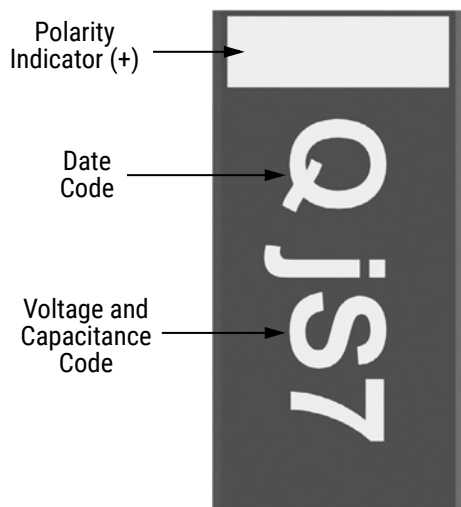 Polarity
Indicator (+)
Date
Code
Voltage and
Capacitance
Code
Q jS7